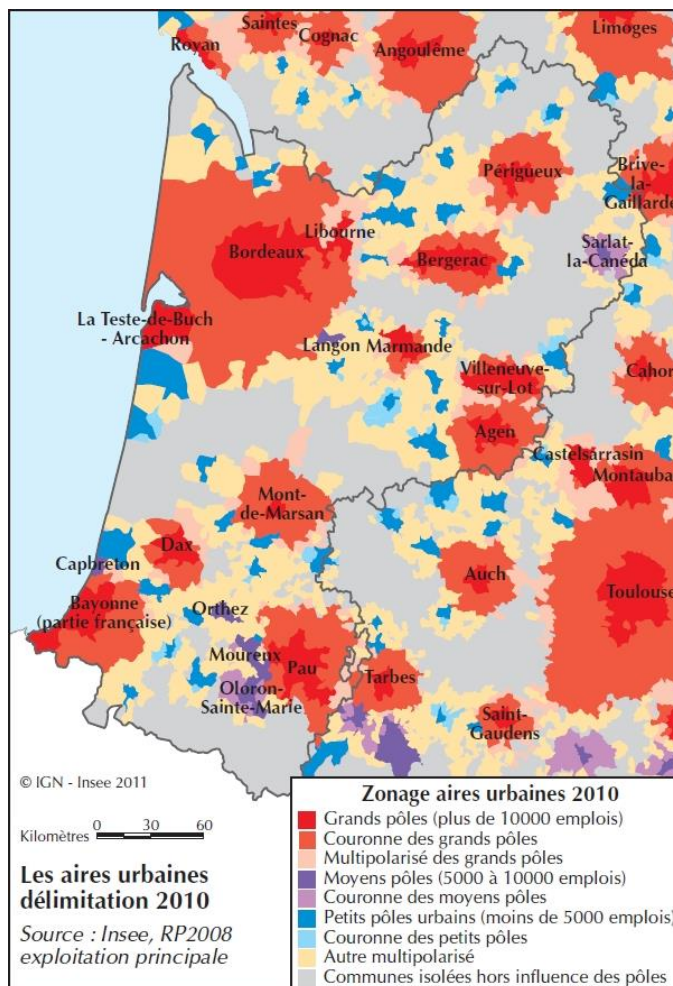 Saintes
Cognac
Royan
Angoulême
Limoges
Périgueux
Brive-
la-
Gaillarde
Libourne
Bordeaux
Bergerac
Sarlat-
la-Canéda
La Teste-de-Buch
- Arcachon
Langon
Marmande
Villeneuve-
sur-Lot
Cahor
Agen
Castelsarrasin
Montauba
Mont-
de-Marsan
Dax
Capbreton
Auch
Toulouse
Bayonne
(partie française)
Orthez
Mourenx
Pau
Tarbes
Oloron-
Sainte-Marie
Saint-
Gaudens
© IGN - Insee 2011
Kilomètres 0 30 60
Les aires urbaines
délimitation 2010
Source : Insee, RP2008
exploitation principale
Zonage aires urbaines 2010
Grands pôles (plus de 10000 emplois)
Couronne des grands pôles
Multipolarisé des grands pôles
Moyens pôles (5000 à 10000 emplois)
Couronne des moyens pôles
Petits pôles urbains (moins de 5000 emplois)
Couronne des petits pôles
Autre multipolarisé
Communes isolées hors influence des pôles